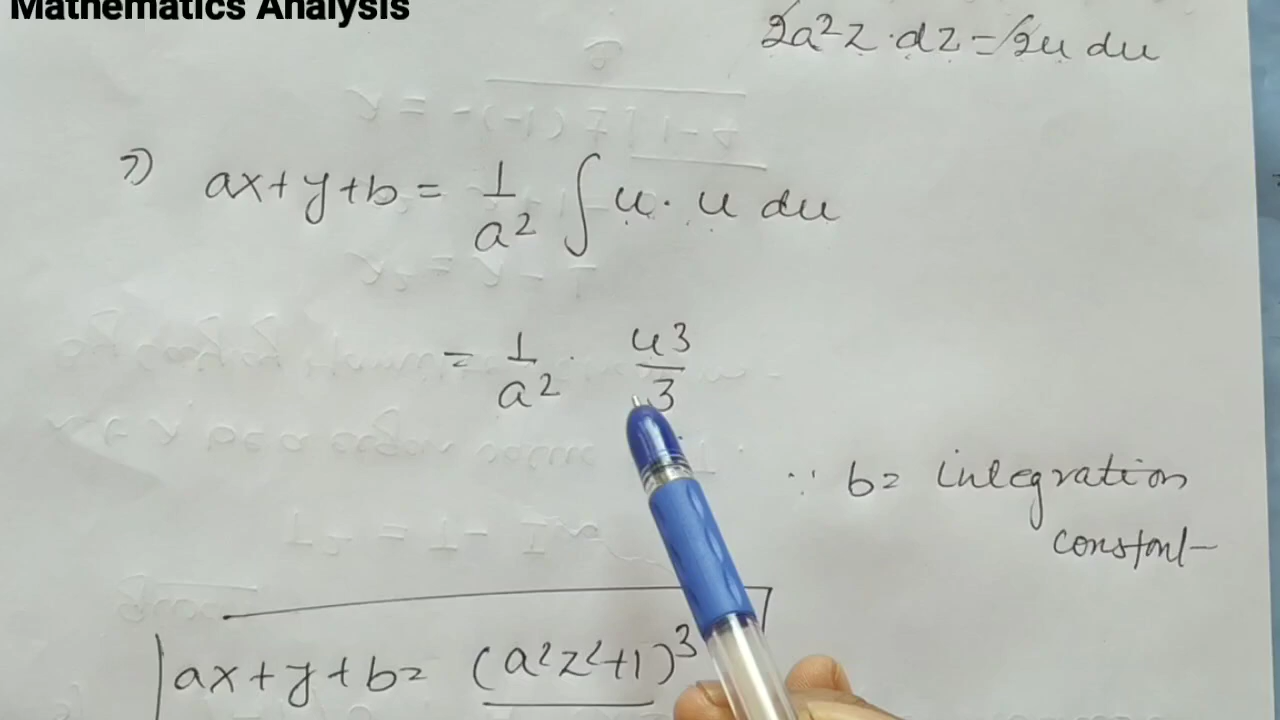 Mathematics Analysis
2a²z·dz = 2u du
⇒ ax+y+b = 1/a² ∫ u·u du
= 1/a² · u³/3
∵ b = integration
constant
ax+y+b = (a²z²+1)³